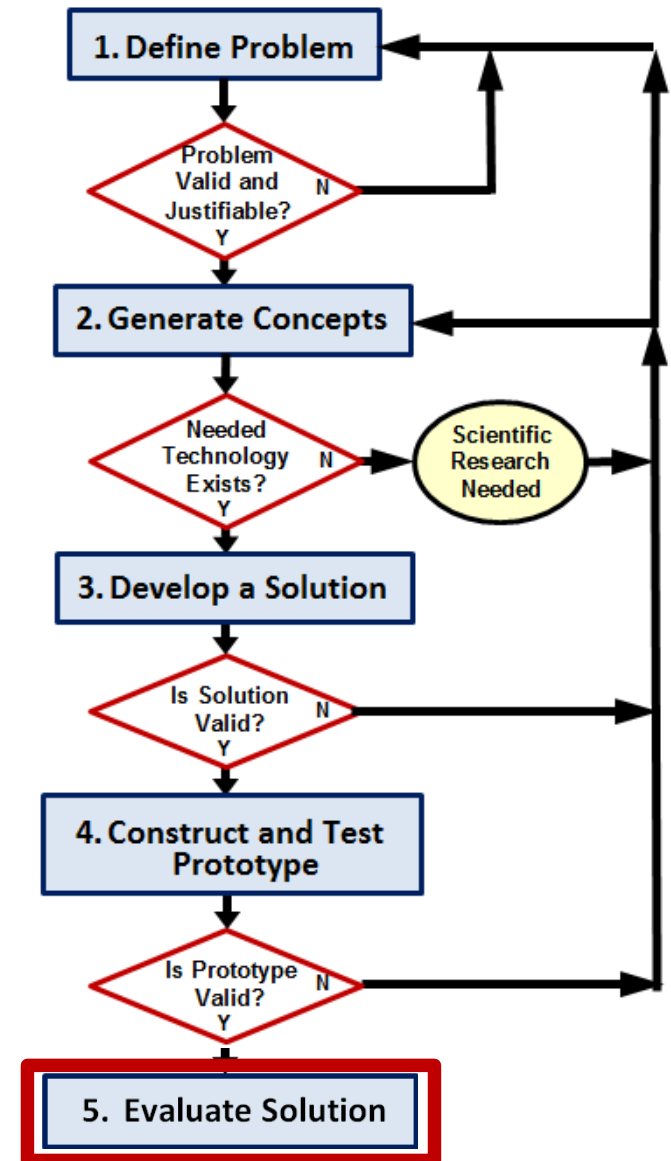 1. Define Problem
Problem
Valid and
Justifiable?
N
Y
2. Generate Concepts
Needed
Technology
Exists?
N
Y
Scientific
Research
Needed
3. Develop a Solution
Is Solution
Valid?
N
Y
4. Construct and Test
Prototype
Is Prototype
Valid?
N
Y
5. Evaluate Solution